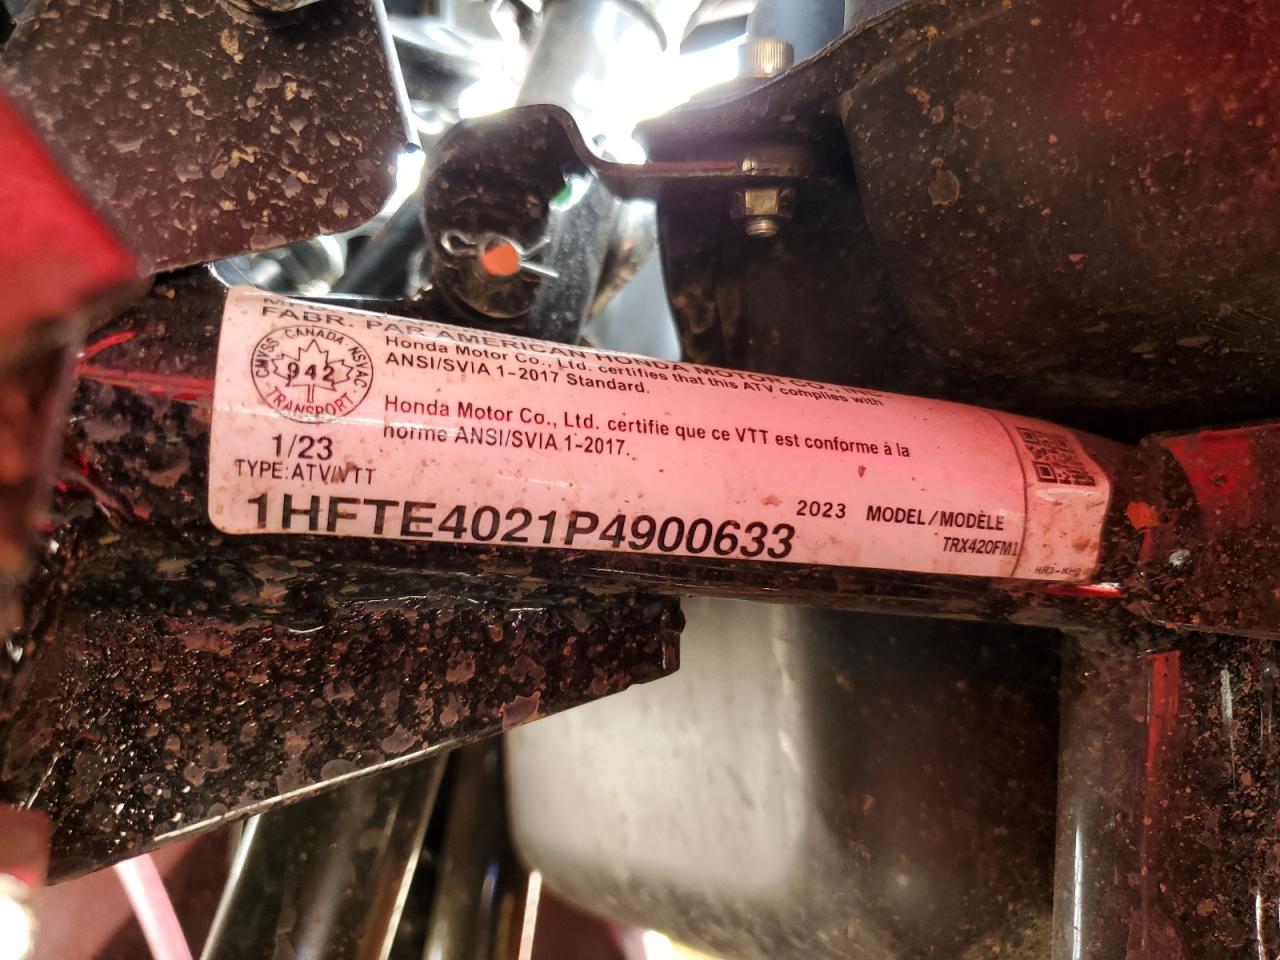 FABR. PAR AMERICAN HONDA MOTOR CO., INC.
Honda Motor Co., Ltd. certifies that this ATV complies with
ANSI/SVIA 1-2017 Standard.
CMVSS CANADA NSVAC
942
TRANSPORT
Honda Motor Co., Ltd. certifie que ce VTT est conforme à la
norme ANSI/SVIA 1-2017.
1/23
TYPE:ATV/VTT
1HFTE4021P4900633
2023 MODEL/MODÈLE
TRX420FM1